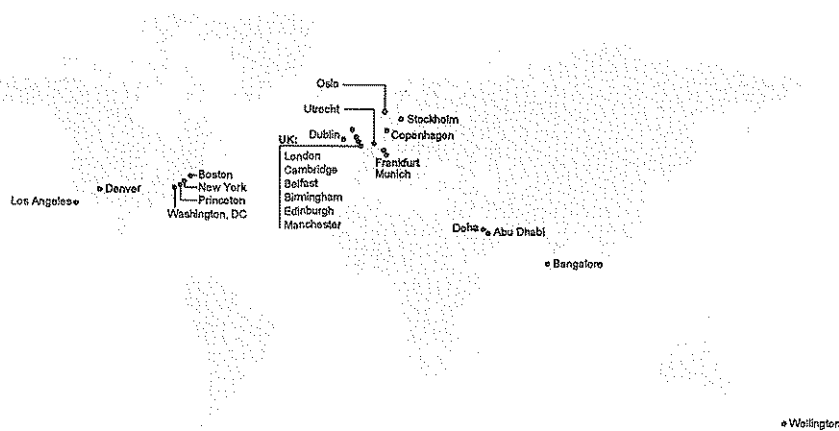 Oslo
Utrecht
Stockholm
Copenhagen
UK:
Dublin
London
Cambridge
Belfast
Birmingham
Edinburgh
Manchester
Frankfurt
Munich
Boston
New York
Princeton
Washington, DC
Denver
Los Angeles
Doha
Abu Dhabi
Bangalore
Wellington